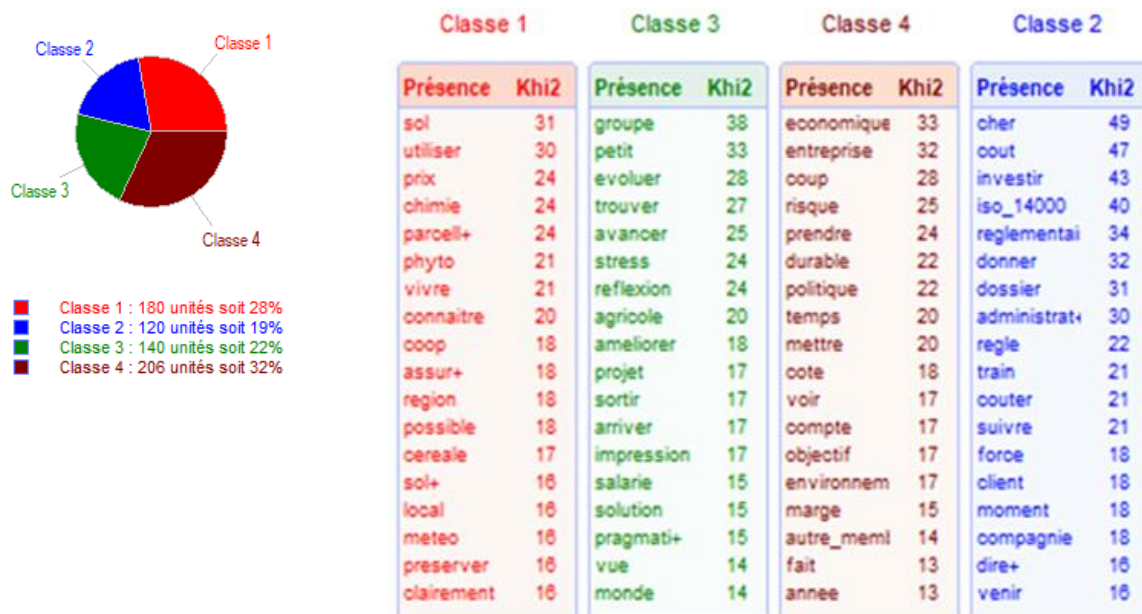 Classe 2
Classe 1
Classe 3
Classe 4
Classe 1 : 180 unités soit 28%
Classe 2 : 120 unités soit 19%
Classe 3 : 140 unités soit 22%
Classe 4 : 206 unités soit 32%
Classe 1 Classe 3 Classe 4 Classe 2
Présence Khi2 Présence Khi2 Présence Khi2 Présence Khi2
sol 31 groupe 38 economique 33 cher 49
utiliser 30 petit 33 entreprise 32 cout 47
prix 24 evoluer 28 coup 28 investir 43
chimie 24 trouver 27 risque 25 iso_14000 40
parcell+ 24 avancer 25 prendre 24 reglementai 34
phyto 21 stress 24 durable 22 donner 32
vivre 21 reflexion 24 politique 22 dossier 31
connaitre 20 agricole 20 temps 20 administrat+ 30
coop 18 ameliorer 18 mettre 20 regle 22
assur+ 18 projet 17 cote 18 train 21
region 18 sortir 17 voir 17 couter 21
possible 18 arriver 17 compte 17 suivre 21
cereale 17 impression 17 objectif 17 force 18
sol+ 16 salarie 15 environnem 17 client 18
local 16 solution 15 marge 15 moment 18
meteo 16 pragmati+ 15 autre_meml 14 compagnie 18
preserver 16 vue 14 fait 13 dire+ 16
clairement 16 monde 14 annee 13 venir 16